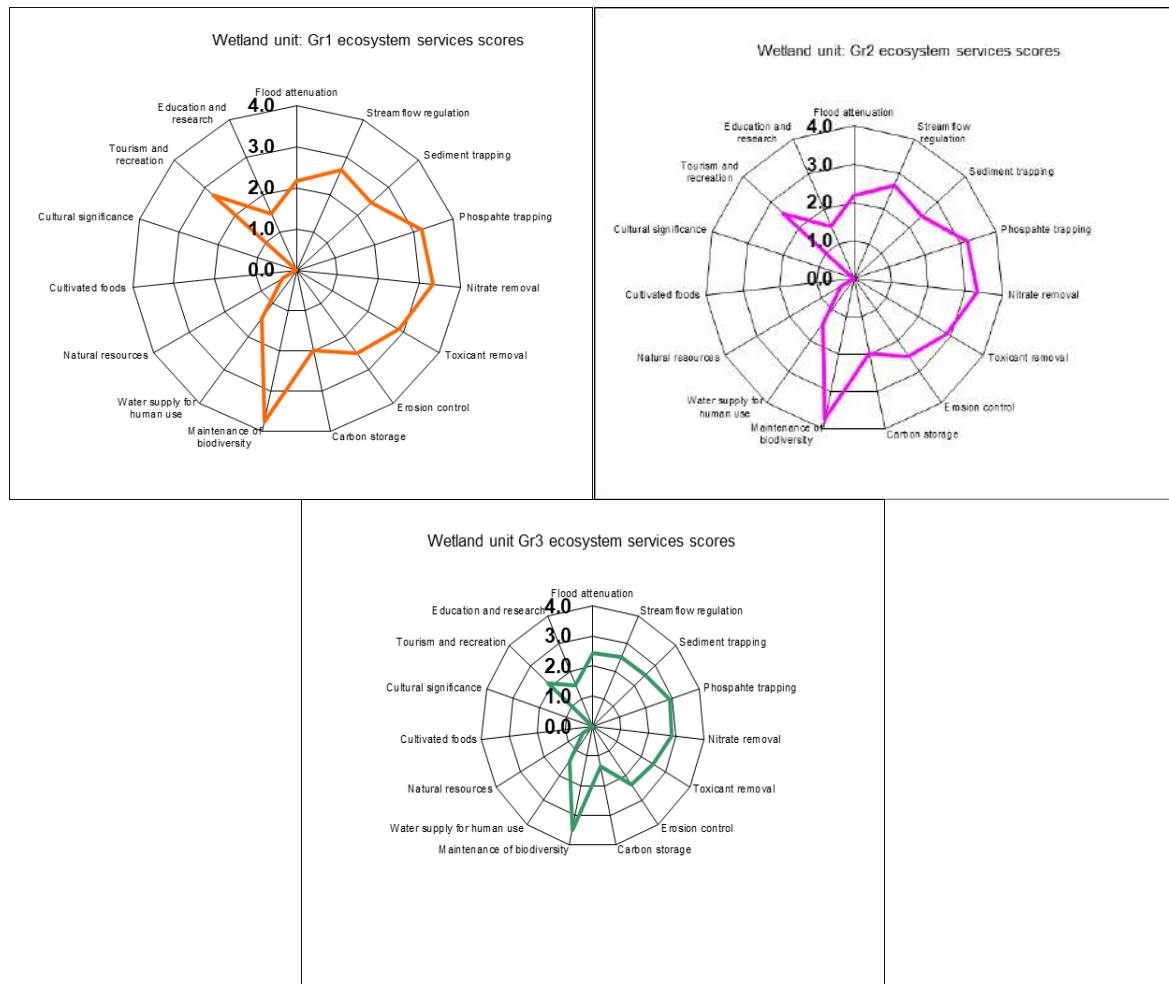 Wetland unit: Gr1 ecosystem services scores
Flood attenuation
Streamflow regulation
Sediment trapping
Phospahte trapping
Nitrate removal
Toxicant removal
Erosion control
Carbon storage
Maintenance of
biodiversity
Water supply for
human use
Natural resources
Cultivated foods
Cultural significance
Tourism and
recreation
Education and
research
4.0
3.0
2.0
1.0
0.0
Wetland unit: Gr2 ecosystem services scores
Flood attenuation
Streamflow
regulation
Sediment trapping
Phospahte trapping
Nitrate removal
Toxicant removal
Erosion control
Carbon storage
Maintenance of
biodiversity
Water supply for
human use
Natural resources
Cultivated foods
Cultural significance
Tourism and
recreation
Education and
research
4.0
3.0
2.0
1.0
0.0
Wetland unit Gr3 ecosystem services scores
Flood attenuation
Streamflow regulation
Sediment trapping
Phospahte trapping
Nitrate removal
Toxicant removal
Erosion control
Carbon storage
Maintenance of biodiversity
Water supply for human use
Natural resources
Cultivated foods
Cultural significance
Tourism and recreation
Education and research
4.0
3.0
2.0
1.0
0.0